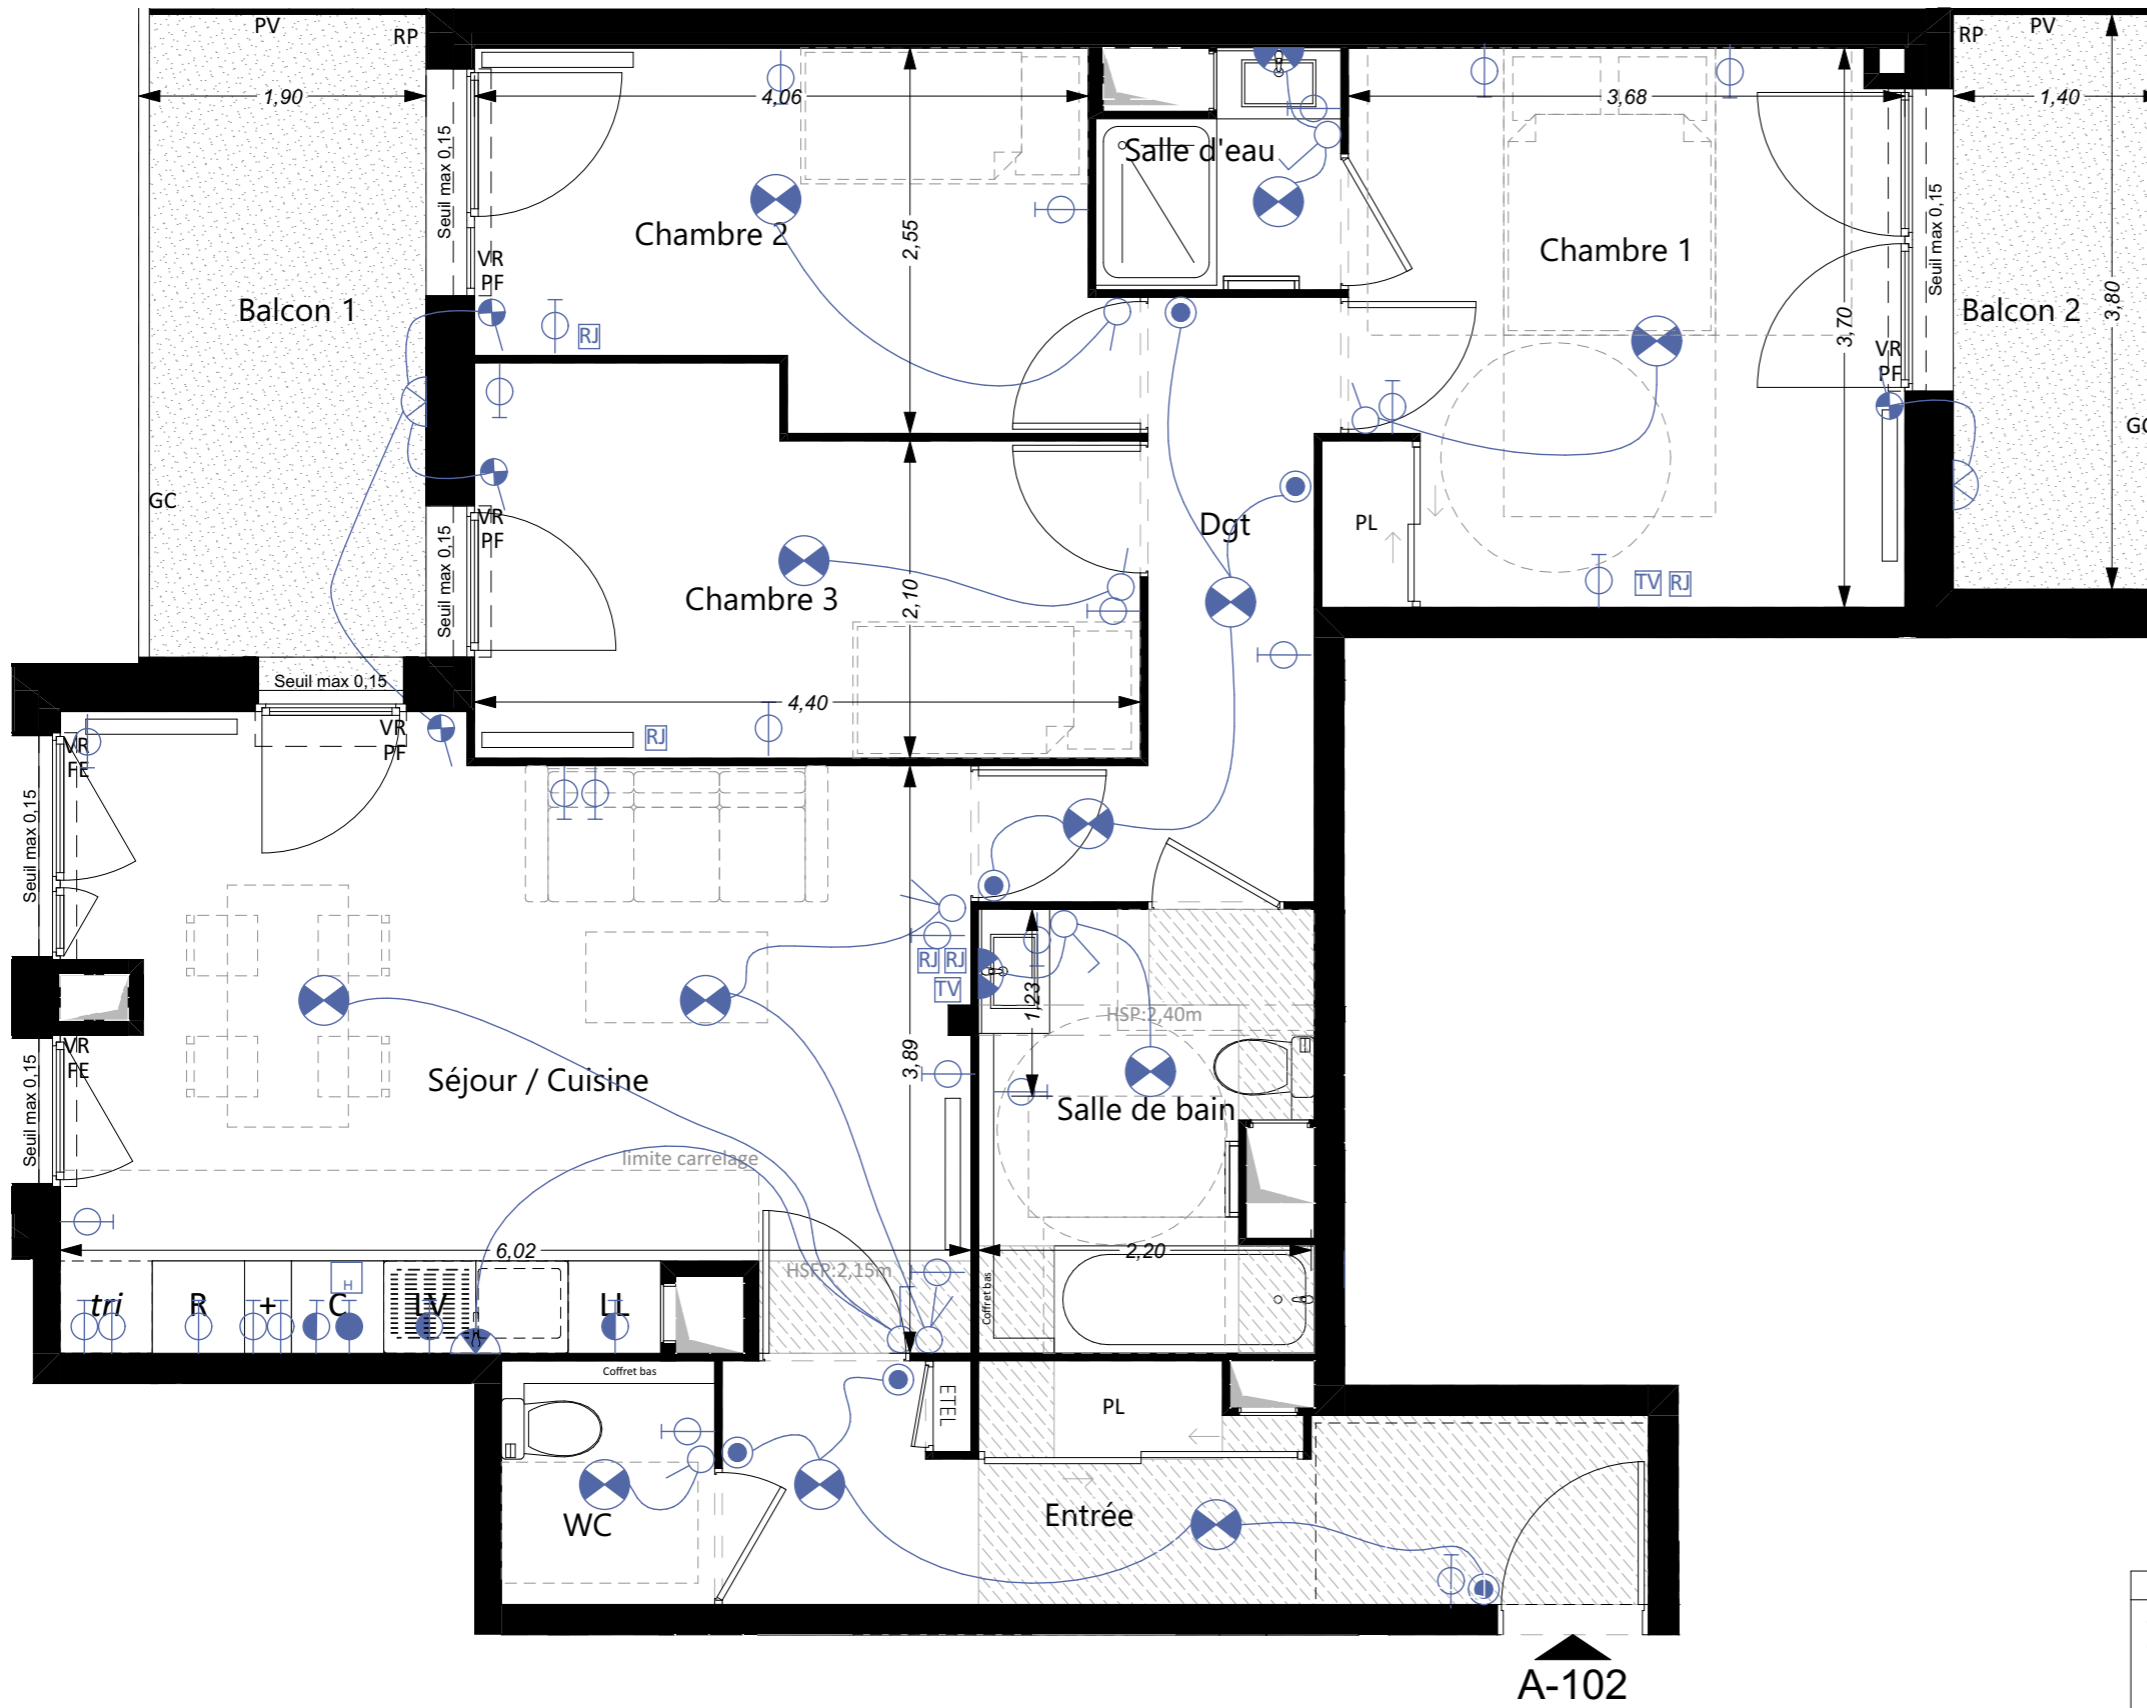 PV
RP
RP
PV
1,90
4,06
3,68
1,40
Seuil max 0,15
Salle d'eau
Chambre 2
2,55
Chambre 1
Seuil max 0,15
VR
PF
Balcon 1
Balcon 2
3,80
3,70
RJ
VR
PF
GC
GC
VR
PF
Seuil max 0,15
Dgt
PL
Chambre 3
2,10
TV
RJ
Seuil max 0,15
4,40
RJ
VR
PF
VR
FE
Seuil max 0,15
RJ
RJ
TV
1,23
HSP:2,40m
VR
FE
Seuil max 0,15
3,89
Séjour / Cuisine
Salle de bain
limite carrelage
6,02
2,20
HSFP:2,15m
Coffret bas
H
tri
R
+
C
LV
LL
Coffret bas
ETEL
PL
Entrée
WC
A-102